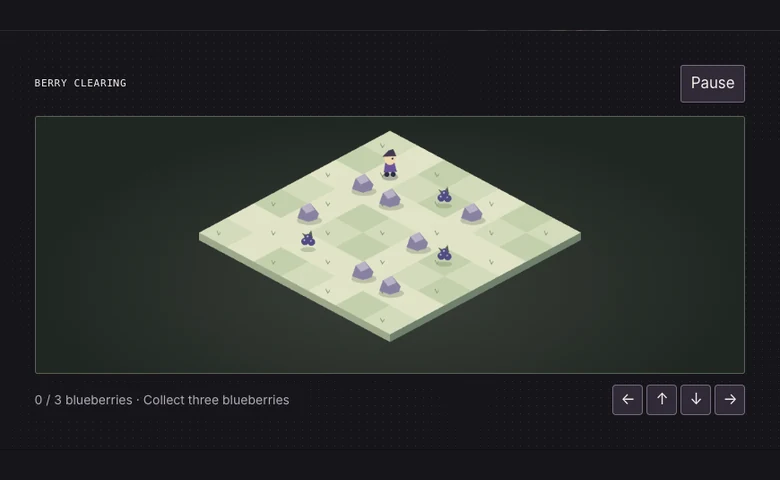 BERRY CLEARING
Pause
0 / 3 blueberries · Collect three blueberries
← ↑ ↓ →